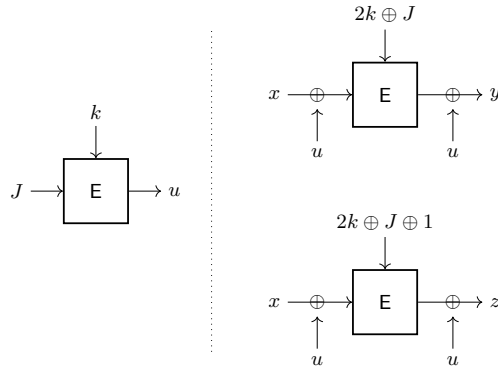 k
J E u
2k ⊕ J
x ⊕ E ⊕ y
u u
2k ⊕ J ⊕ 1
x ⊕ E ⊕ z
u u